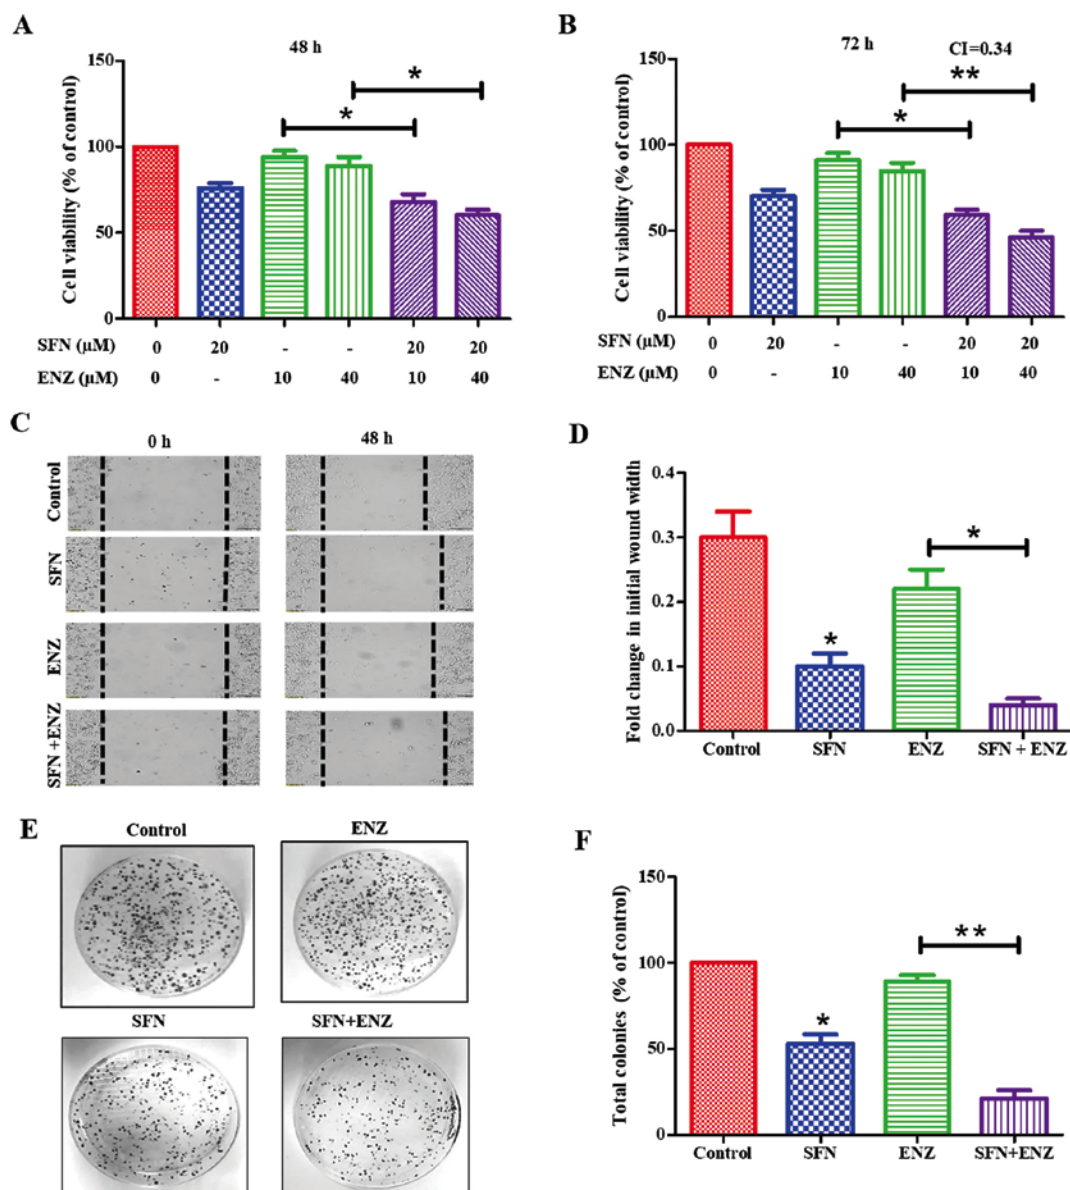 A
48 h
Cell viability (% of control)
150
100
50
0
*
*
SFN (µM) 0 20 - - 20 20
ENZ (µM) 0 - 10 40 10 40
B
72 h CI=0.34
Cell viability (% of control)
150
100
50
0
*
**
SFN (µM) 0 20 - - 20 20
ENZ (µM) 0 - 10 40 10 40
C
0 h 48 h
Control
SFN
ENZ
SFN +ENZ
D
Fold change in initial wound width
0.4
0.3
0.2
0.1
0.0
*
*
Control SFN ENZ SFN + ENZ
E
Control ENZ
SFN SFN+ENZ
F
Total colonies (% of control)
150
100
50
0
*
**
Control SFN ENZ SFN+ENZ